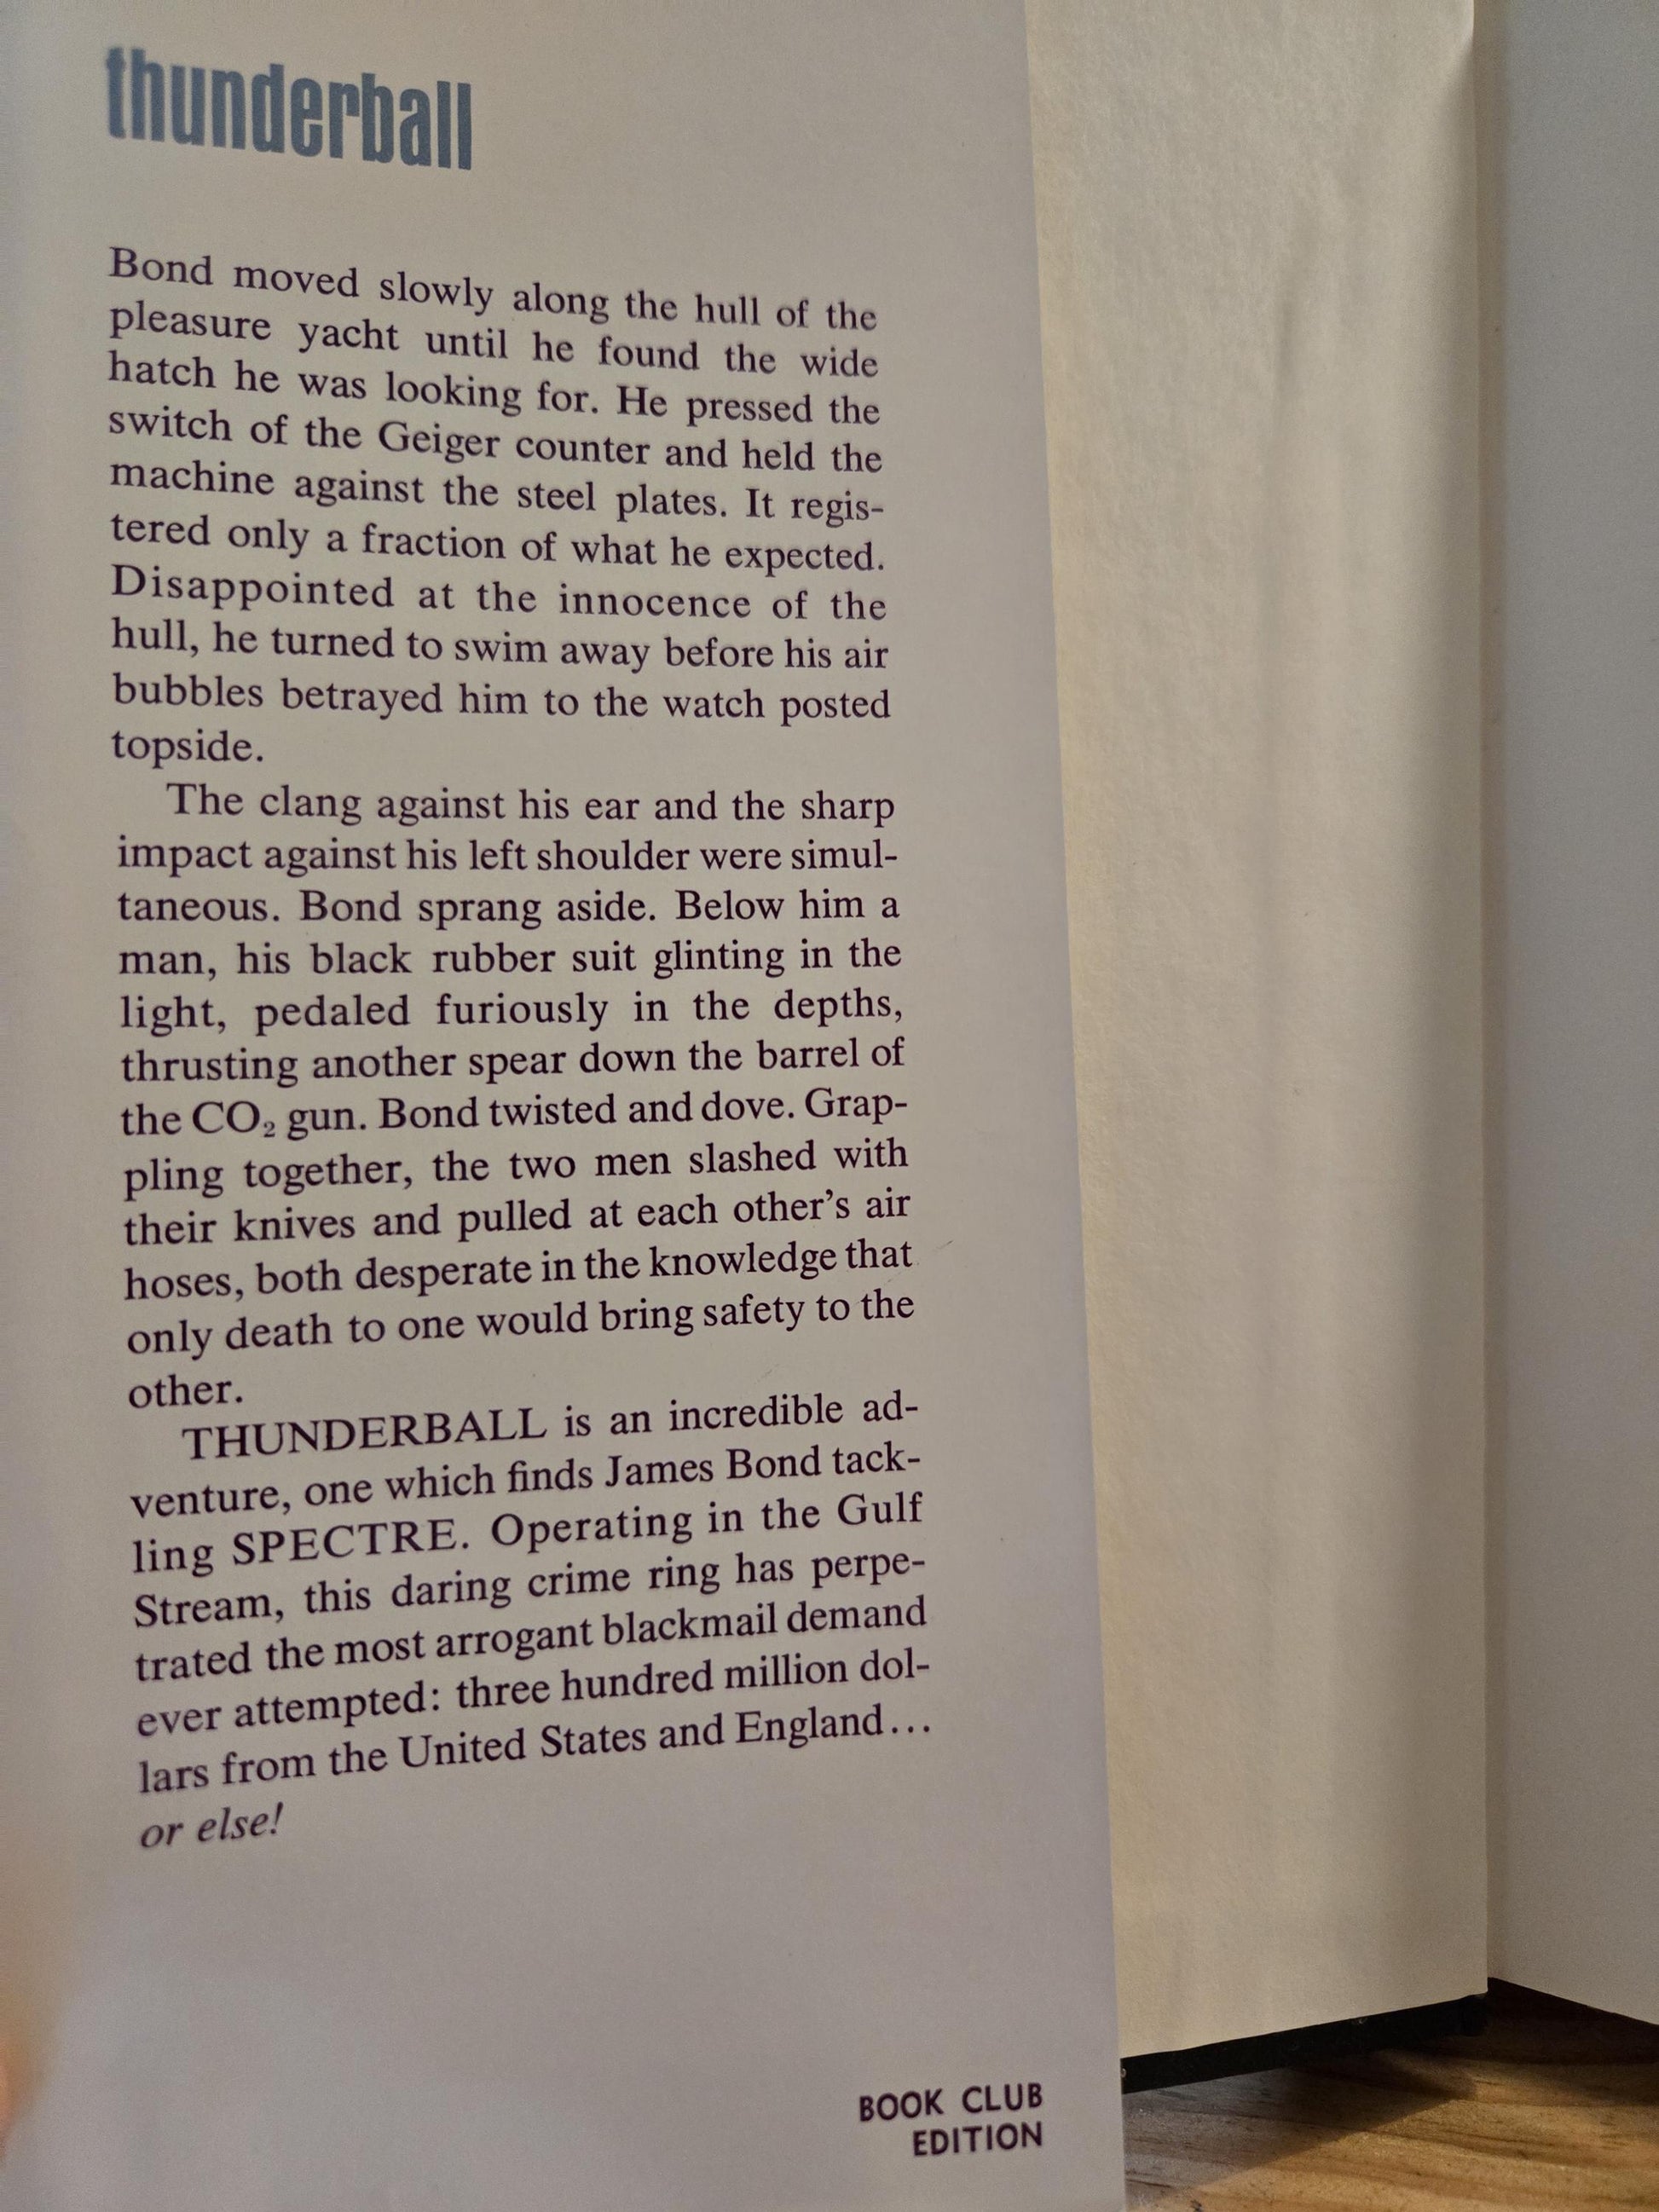 thunderball
Bond moved slowly along the hull of the
pleasure yacht until he found the wide
hatch he was looking for. He pressed the
switch of the Geiger counter and held the
machine against the steel plates. It regis-
tered only a fraction of what he expected.
Disappointed at the innocence of the
hull, he turned to swim away before his air
bubbles betrayed him to the watch posted
topside.
The clang against his ear and the sharp
impact against his left shoulder were simul-
taneous. Bond sprang aside. Below him a
man, his black rubber suit glinting in the
light, pedaled furiously in the depths,
thrusting another spear down the barrel of
the CO₂ gun. Bond twisted and dove. Grap-
pling together, the two men slashed with
their knives and pulled at each other’s air
hoses, both desperate in the knowledge that
only death to one would bring safety to the
other.
THUNDERBALL is an incredible ad-
venture, one which finds James Bond tack-
ling SPECTRE. Operating in the Gulf
Stream, this daring crime ring has perpe-
trated the most arrogant blackmail demand
ever attempted: three hundred million dol-
lars from the United States and England...
or else!
BOOK CLUB
EDITION